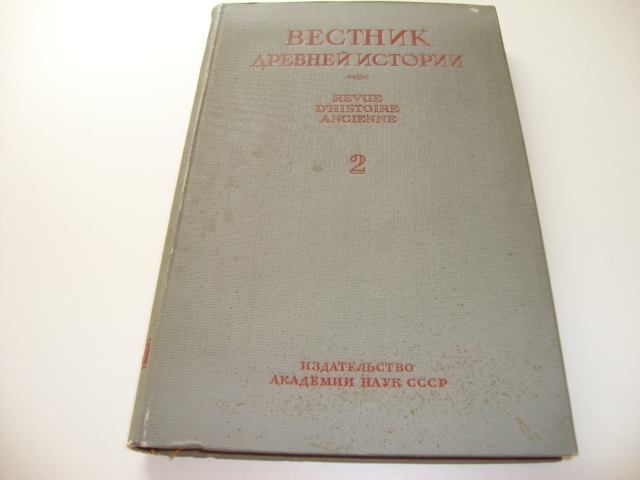 ВЕСТНИК
ДРЕВНЕЙ ИСТОРИИ
REVUE
D'HISTOIRE
ANCIENNE
2
ИЗДАТЕЛЬСТВО
АКАДЕМИИ НАУК СССР